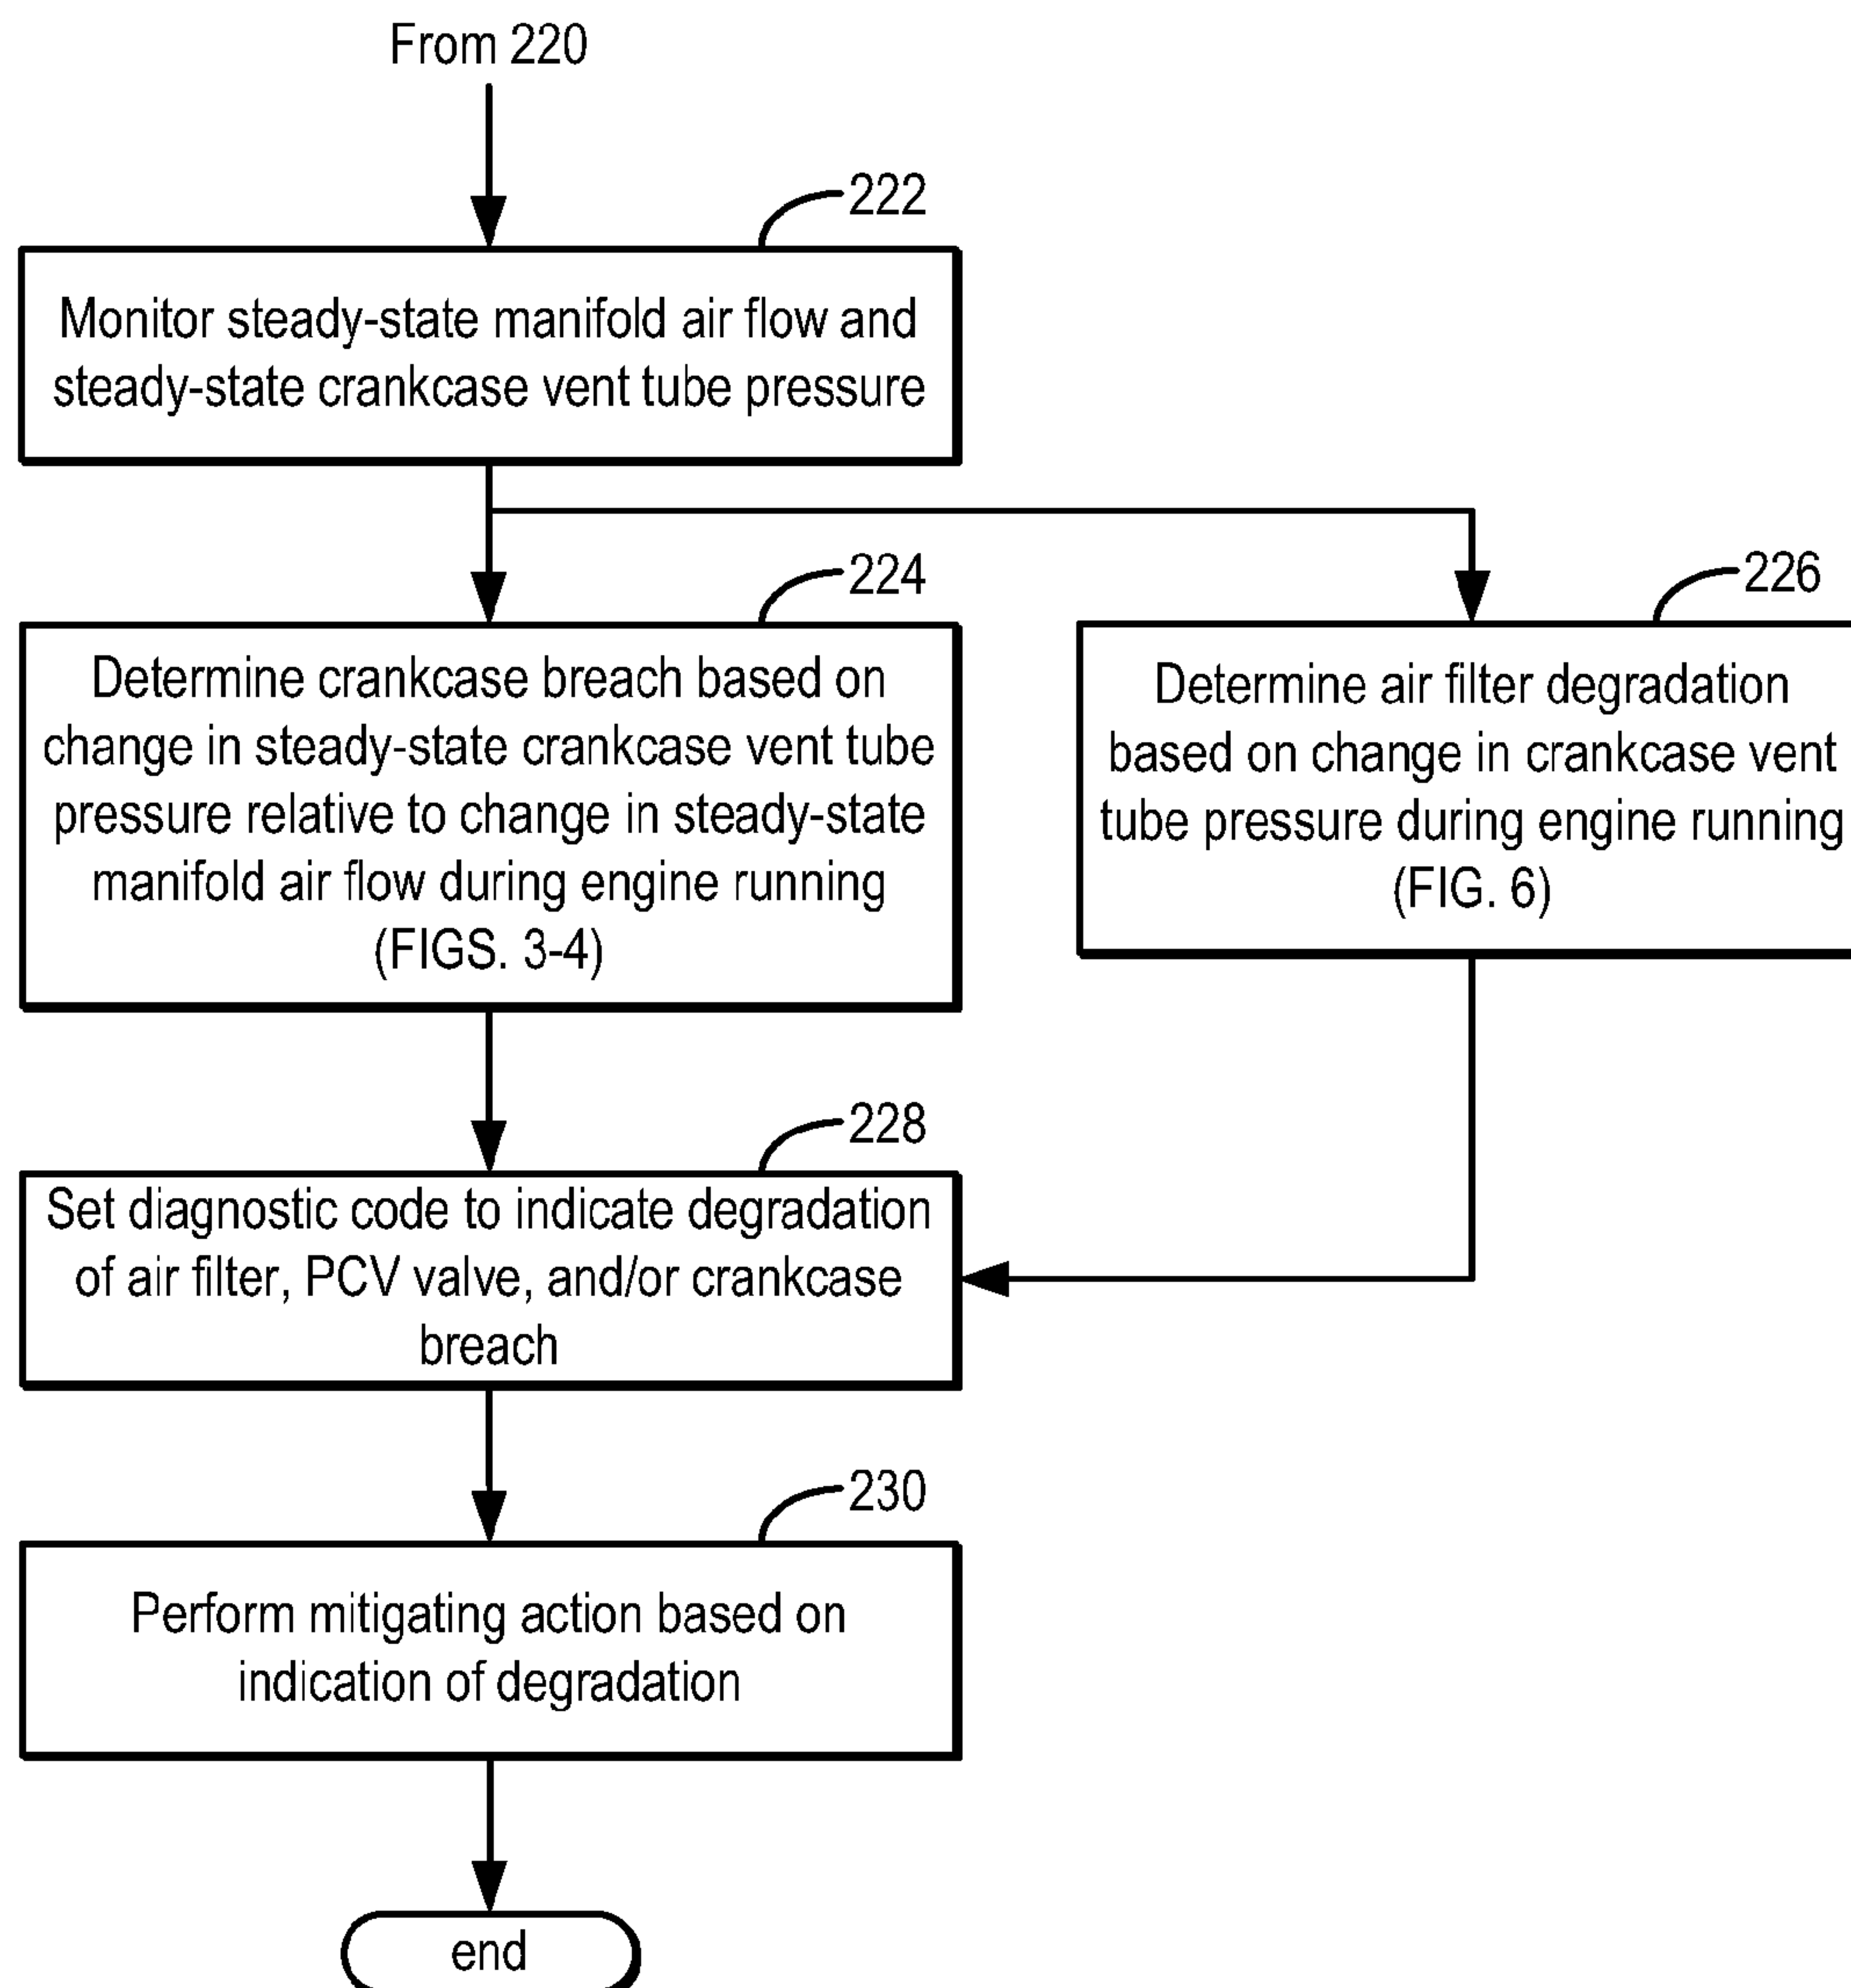 From 220
222
Monitor steady-state manifold air flow and
steady-state crankcase vent tube pressure
224
Determine crankcase breach based on
change in steady-state crankcase vent tube
pressure relative to change in steady-state
manifold air flow during engine running
(FIGS. 3-4)
226
Determine air filter degradation
based on change in crankcase vent
tube pressure during engine running
(FIG. 6)
228
Set diagnostic code to indicate degradation
of air filter, PCV valve, and/or crankcase
breach
230
Perform mitigating action based on
indication of degradation
end